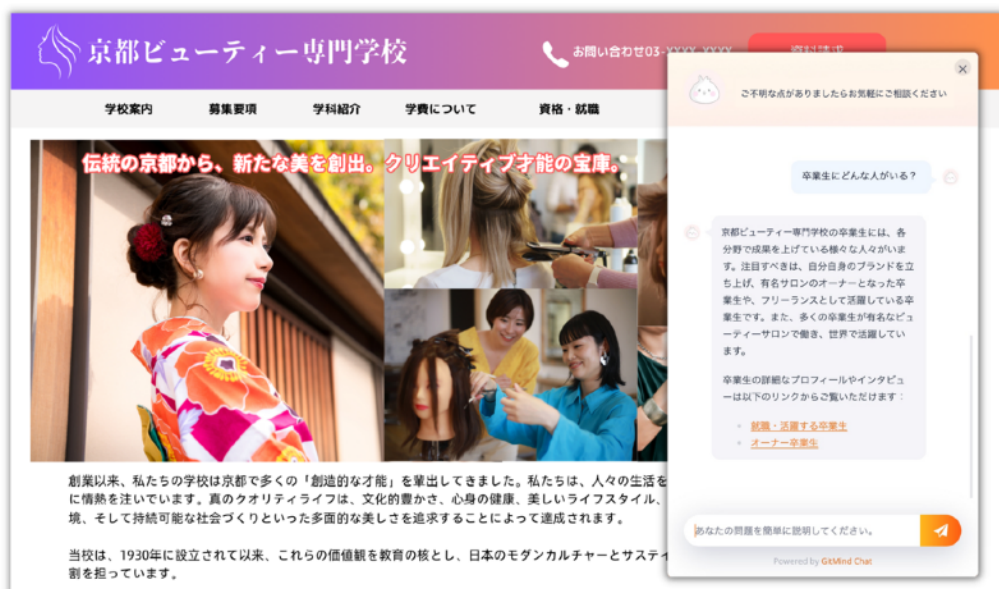 京都ビューティー専門学校
お問い合わせ03-XXXX-XXXX
資料請求
学校案内
募集要項
学科紹介
学費について
資格・就職
伝統の京都から、新たな美を創出。クリエイティブ才能の宝庫。
創業以来、私たちの学校は京都で多くの「創造的な才能」を輩出してきました。私たちは、人々の生活を
に情熱を注いでいます。真のクオリティライフは、文化的豊かさ、心身の健康、美しいライフスタイル、
境、そして持続可能な社会づくりといった多面的な美しさを追求することによって達成されます。
当校は、1930年に設立されて以来、これらの価値観を教育の核とし、日本のモダンカルチャーとサステイ
割を担っています。
ご不明な点がありましたらお気軽にご相談ください
卒業生にどんな人がいる？
京都ビューティー専門学校の卒業生には、各
分野で成果を上げている様々な人々がいま
す。注目すべきは、自分自身のブランドを立
ち上げ、有名サロンのオーナーとなった卒
業生や、フリーランスとして活躍している卒
業生です。また、多くの卒業生が有名なビュ
ーティーサロンで働き、世界で活躍してい
ます。
卒業生の詳細なプロフィールやインタビュ
ーは以下のリンクからご覧いただけます：
就職・活躍する卒業生
オーナー卒業生
あなたの問題を簡単に説明してください。
Powered by GitMind Chat